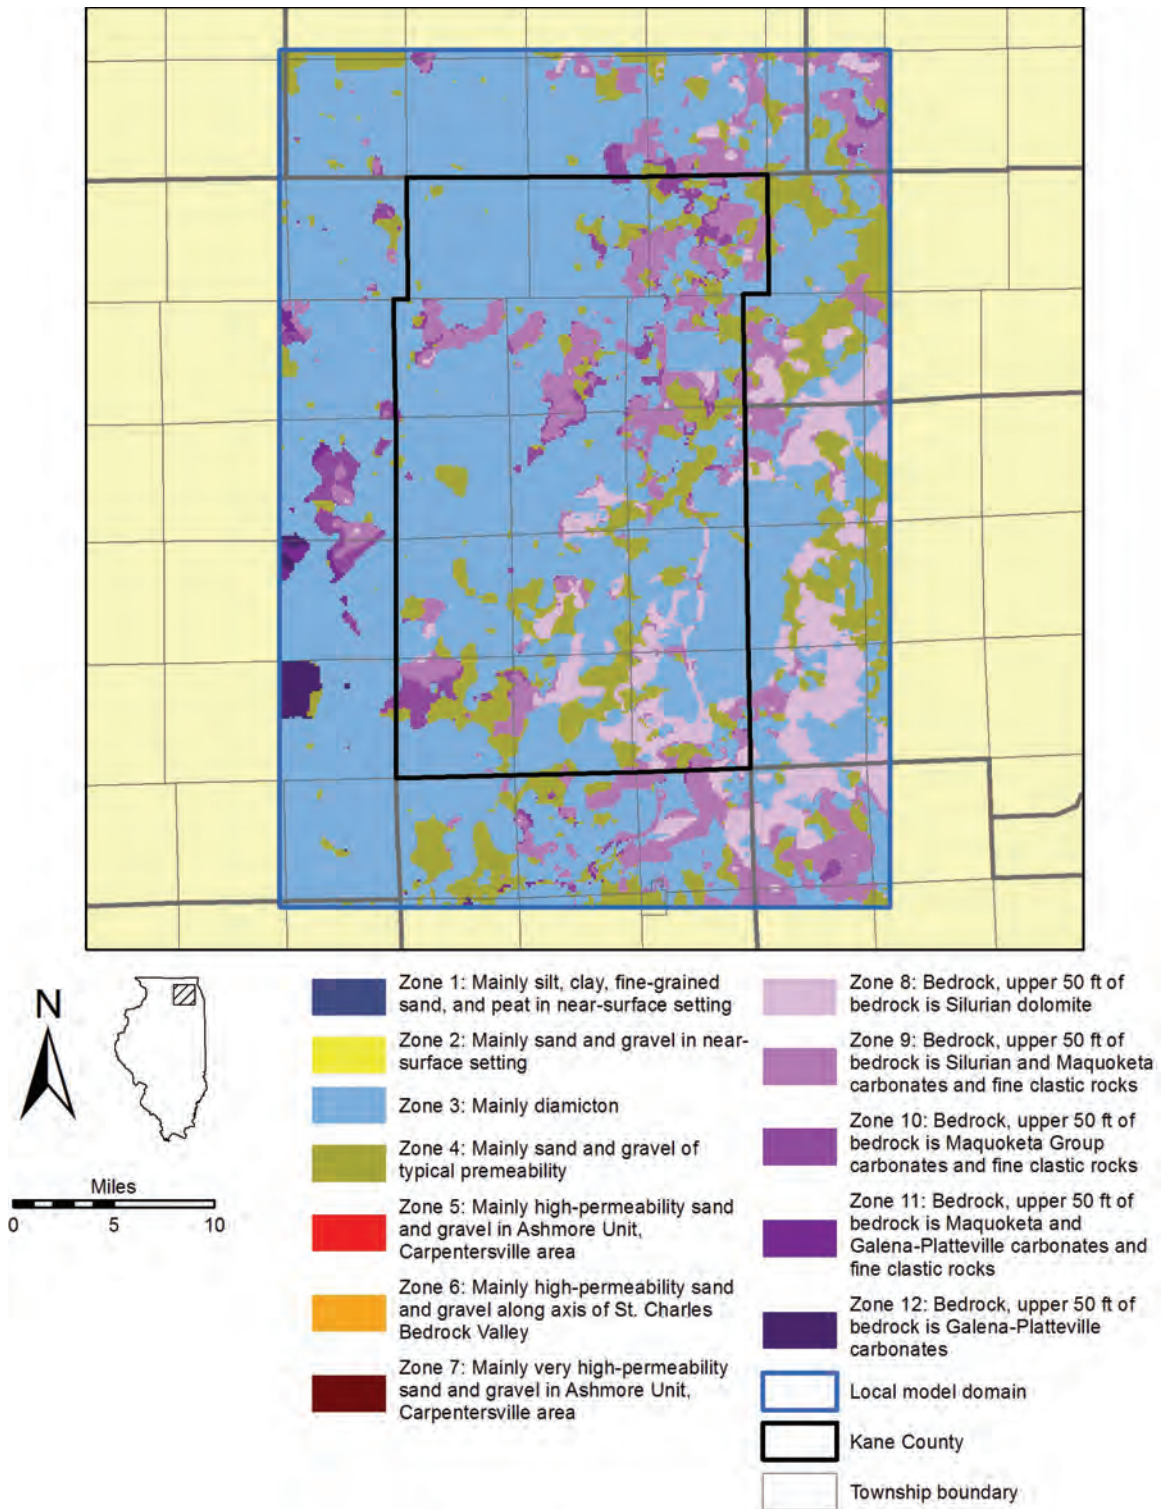 N
Miles
0
5
10
Zone 1: Mainly silt, clay, fine-grained
sand, and peat in near-surface setting
Zone 2: Mainly sand and gravel in near-
surface setting
Zone 3: Mainly diamicton
Zone 4: Mainly sand and gravel of
typical premeability
Zone 5: Mainly high-permeability sand
and gravel in Ashmore Unit,
Carpentersville area
Zone 6: Mainly high-permeability sand
and gravel along axis of St. Charles
Bedrock Valley
Zone 7: Mainly very high-permeability
sand and gravel in Ashmore Unit,
Carpentersville area
Zone 8: Bedrock, upper 50 ft of
bedrock is Silurian dolomite
Zone 9: Bedrock, upper 50 ft of
bedrock is Silurian and Maquoketa
carbonates and fine clastic rocks
Zone 10: Bedrock, upper 50 ft of
bedrock is Maquoketa Group
carbonates and fine clastic rocks
Zone 11: Bedrock, upper 50 ft of
bedrock is Maquoketa and
Galena-Platteville carbonates and
fine clastic rocks
Zone 12: Bedrock, upper 50 ft of
bedrock is Galena-Platteville
carbonates
Local model domain
Kane County
Township boundary